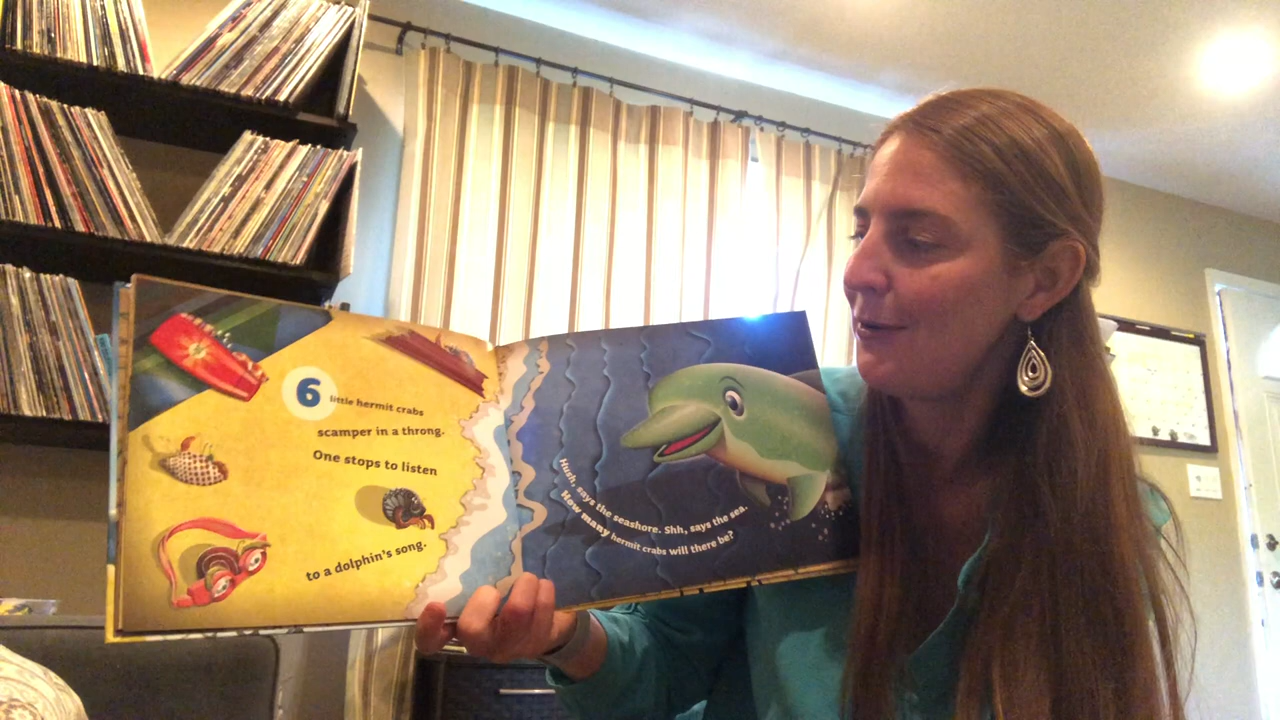 6 little hermit crabs
scamper in a throng.
One stops to listen
to a dolphin's song.
Hush, says the seashore. Shh, says the sea.
How many hermit crabs will there be?